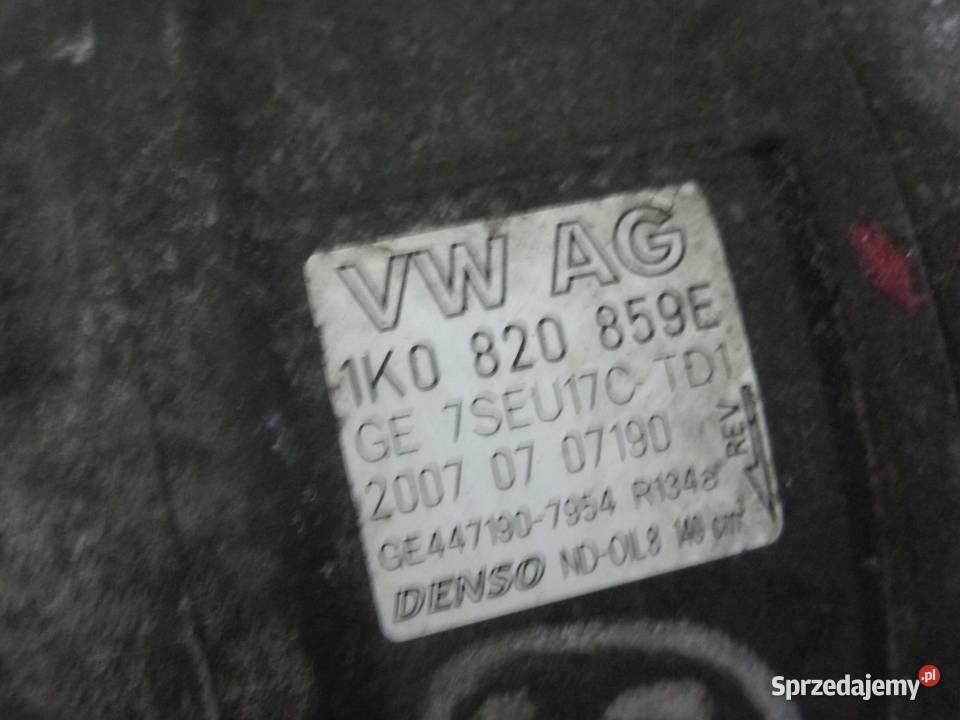 VW AG
1K0 820 859E
GE 7SEU17C TD1
2007 07 07190
REV
GE447190-7954 R134a
DENSO ND-OIL8 140 cm³
Sprzedajemy.pl